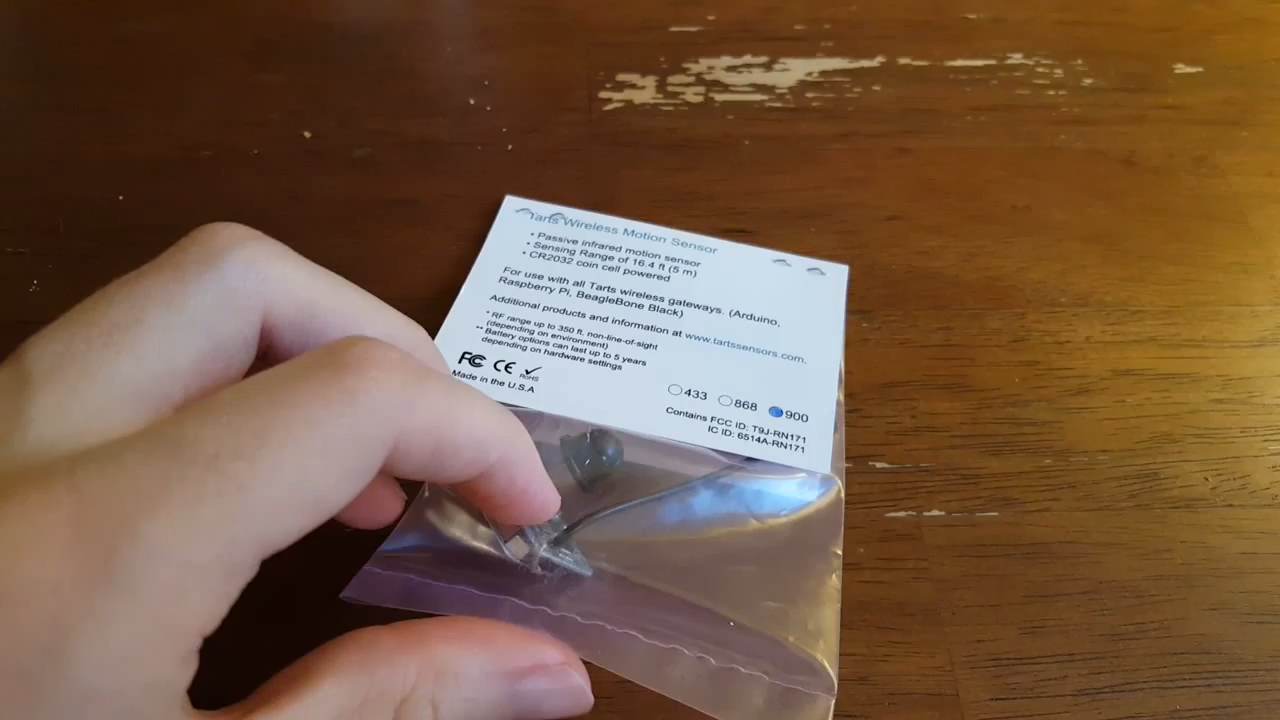 Tarts Wireless Motion Sensor
• Passive infrared motion sensor
• Sensing Range of 16.4 ft (5 m)
• CR2032 coin cell powered
For use with all Tarts wireless gateways. (Arduino,
Raspberry Pi, BeagleBone Black)
Additional products and information at www.tartssensors.com.
* RF range up to 350 ft. non-line-of-sight
(depending on environment)
** Battery options can last up to 5 years
depending on hardware settings
FC CE RoHS
Made in the U.S.A
433 868 900
Contains FCC ID: T9J-RN171
IC ID: 6514A-RN171